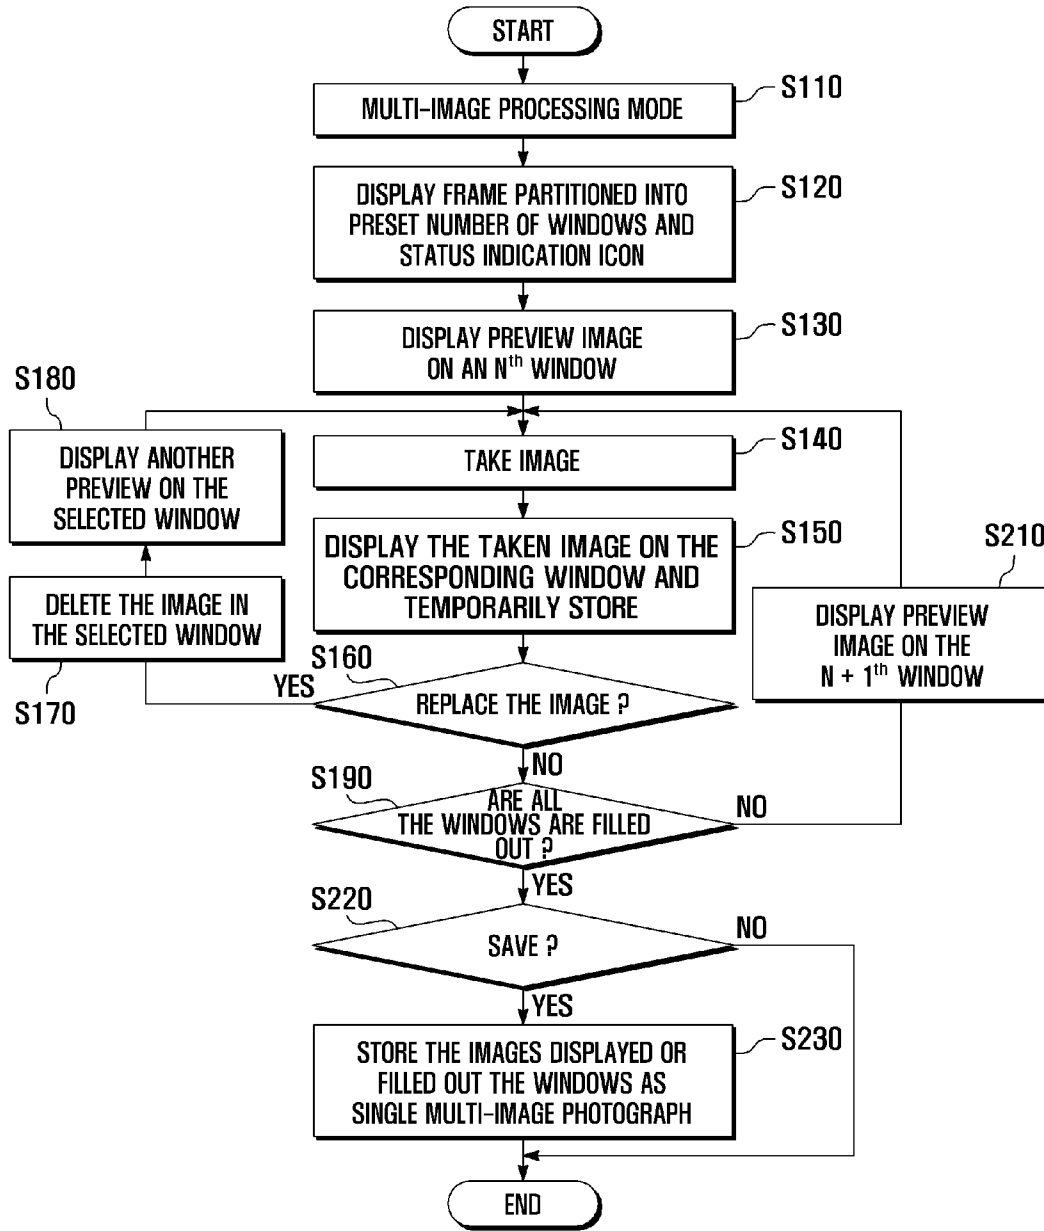 START
MULTI-IMAGE PROCESSING MODE
S110
DISPLAY FRAME PARTITIONED INTO
PRESET NUMBER OF WINDOWS AND
STATUS INDICATION ICON
S120
DISPLAY PREVIEW IMAGE
ON AN Nth WINDOW
S130
S180
DISPLAY ANOTHER
PREVIEW ON THE
SELECTED WINDOW
TAKE IMAGE
S140
DISPLAY THE TAKEN IMAGE ON THE
CORRESPONDING WINDOW AND
TEMPORARILY STORE
S150
S210
DISPLAY PREVIEW
IMAGE ON THE
N + 1th WINDOW
DELETE THE IMAGE IN
THE SELECTED WINDOW
S170
S160
YES
REPLACE THE IMAGE ?
NO
S190
ARE ALL
THE WINDOWS ARE FILLED
OUT ?
NO
YES
S220
SAVE ?
NO
YES
STORE THE IMAGES DISPLAYED OR
FILLED OUT THE WINDOWS AS
SINGLE MULTI-IMAGE PHOTOGRAPH
S230
END